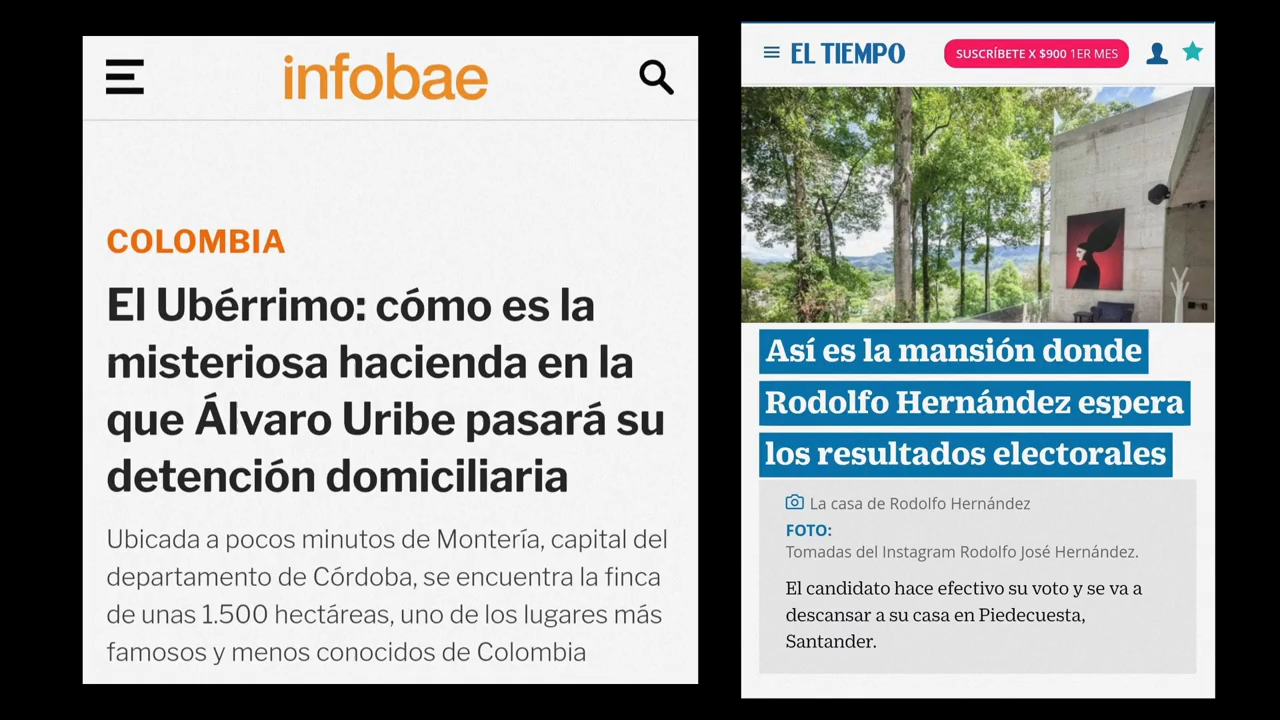 infobae
COLOMBIA
El Ubérrimo: cómo es la
misteriosa hacienda en la
que Álvaro Uribe pasará su
detención domiciliaria
Ubicada a pocos minutos de Montería, capital del
departamento de Córdoba, se encuentra la finca
de unas 1.500 hectáreas, uno de los lugares más
famosos y menos conocidos de Colombia
EL TIEMPO
SUSCRÍBETE X $900 1ER MES
Así es la mansión donde
Rodolfo Hernández espera
los resultados electorales
La casa de Rodolfo Hernández
FOTO:
Tomadas del Instagram Rodolfo José Hernández.
El candidato hace efectivo su voto y se va a
descansar a su casa en Piedecuesta,
Santander.